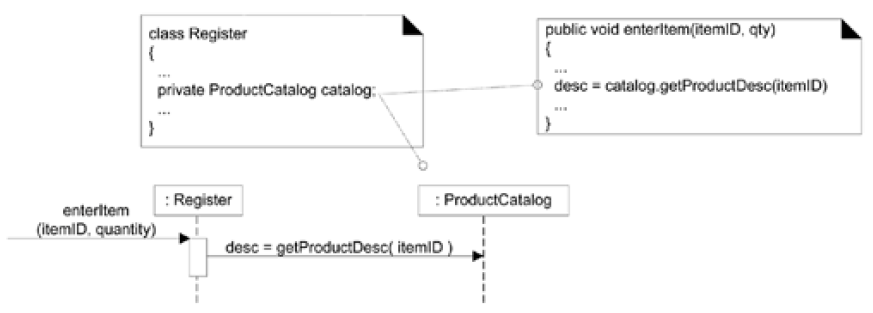 class Register
{
...
private ProductCatalog catalog;
...
}
public void enterItem(itemID, qty)
{
...
desc = catalog.getProductDesc(itemID)
...
}
: Register
: ProductCatalog
enterItem
(itemID, quantity)
desc = getProductDesc( itemID )